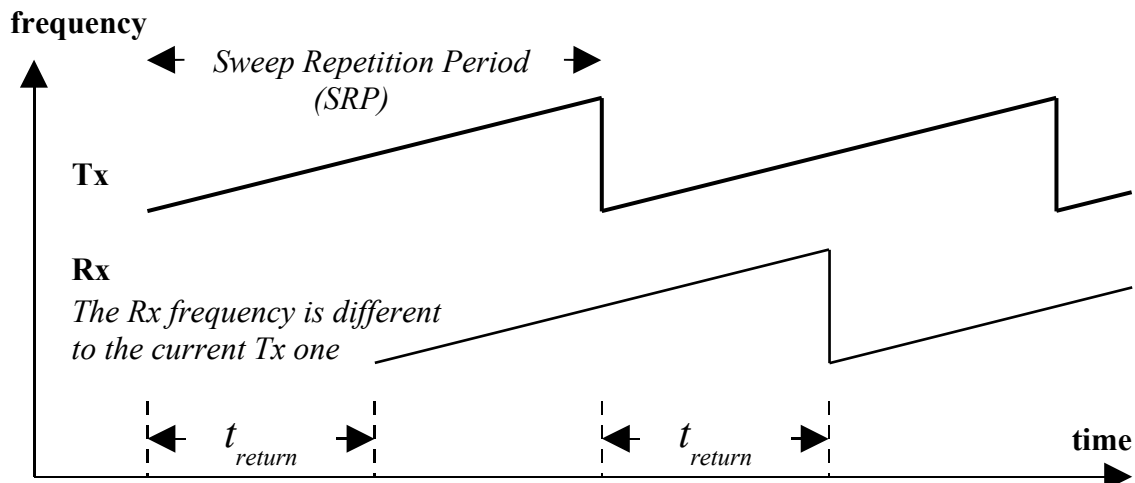 frequency
Sweep Repetition Period
(SRP)
Tx
Rx
The Rx frequency is different
to the current Tx one
t return
t return
time